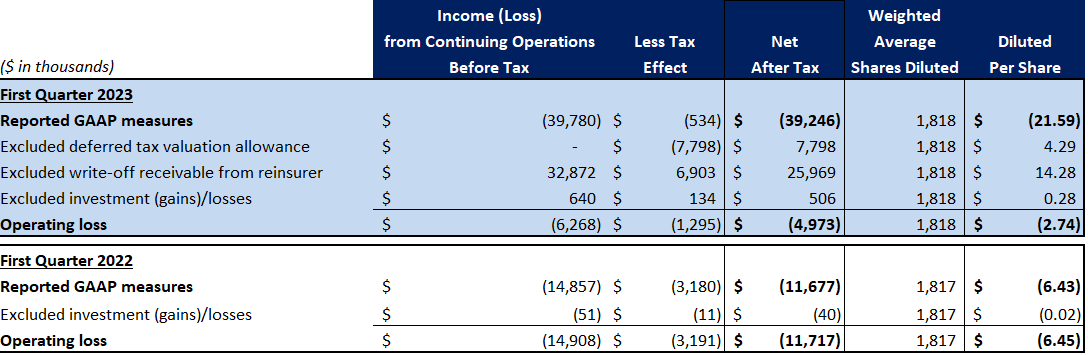 Income (Loss) Weighted
from Continuing Operations Less Tax Net Average Diluted
($ in thousands) Before Tax Effect After Tax Shares Diluted Per Share
First Quarter 2023
Reported GAAP measures $ (39,780) $ (534) $ (39,246) 1,818 $ (21.59)
Excluded deferred tax valuation allowance $ - $ (7,798) $ 7,798 1,818 $ 4.29
Excluded write-off receivable from reinsurer $ 32,872 $ 6,903 $ 25,969 1,818 $ 14.28
Excluded investment (gains)/losses $ 640 $ 134 $ 506 1,818 $ 0.28
Operating loss $ (6,268) $ (1,295) $ (4,973) 1,818 $ (2.74)
First Quarter 2022
Reported GAAP measures $ (14,857) $ (3,180) $ (11,677) 1,817 $ (6.43)
Excluded investment (gains)/losses $ (51) $ (11) $ (40) 1,817 $ (0.02)
Operating loss $ (14,908) $ (3,191) $ (11,717) 1,817 $ (6.45)